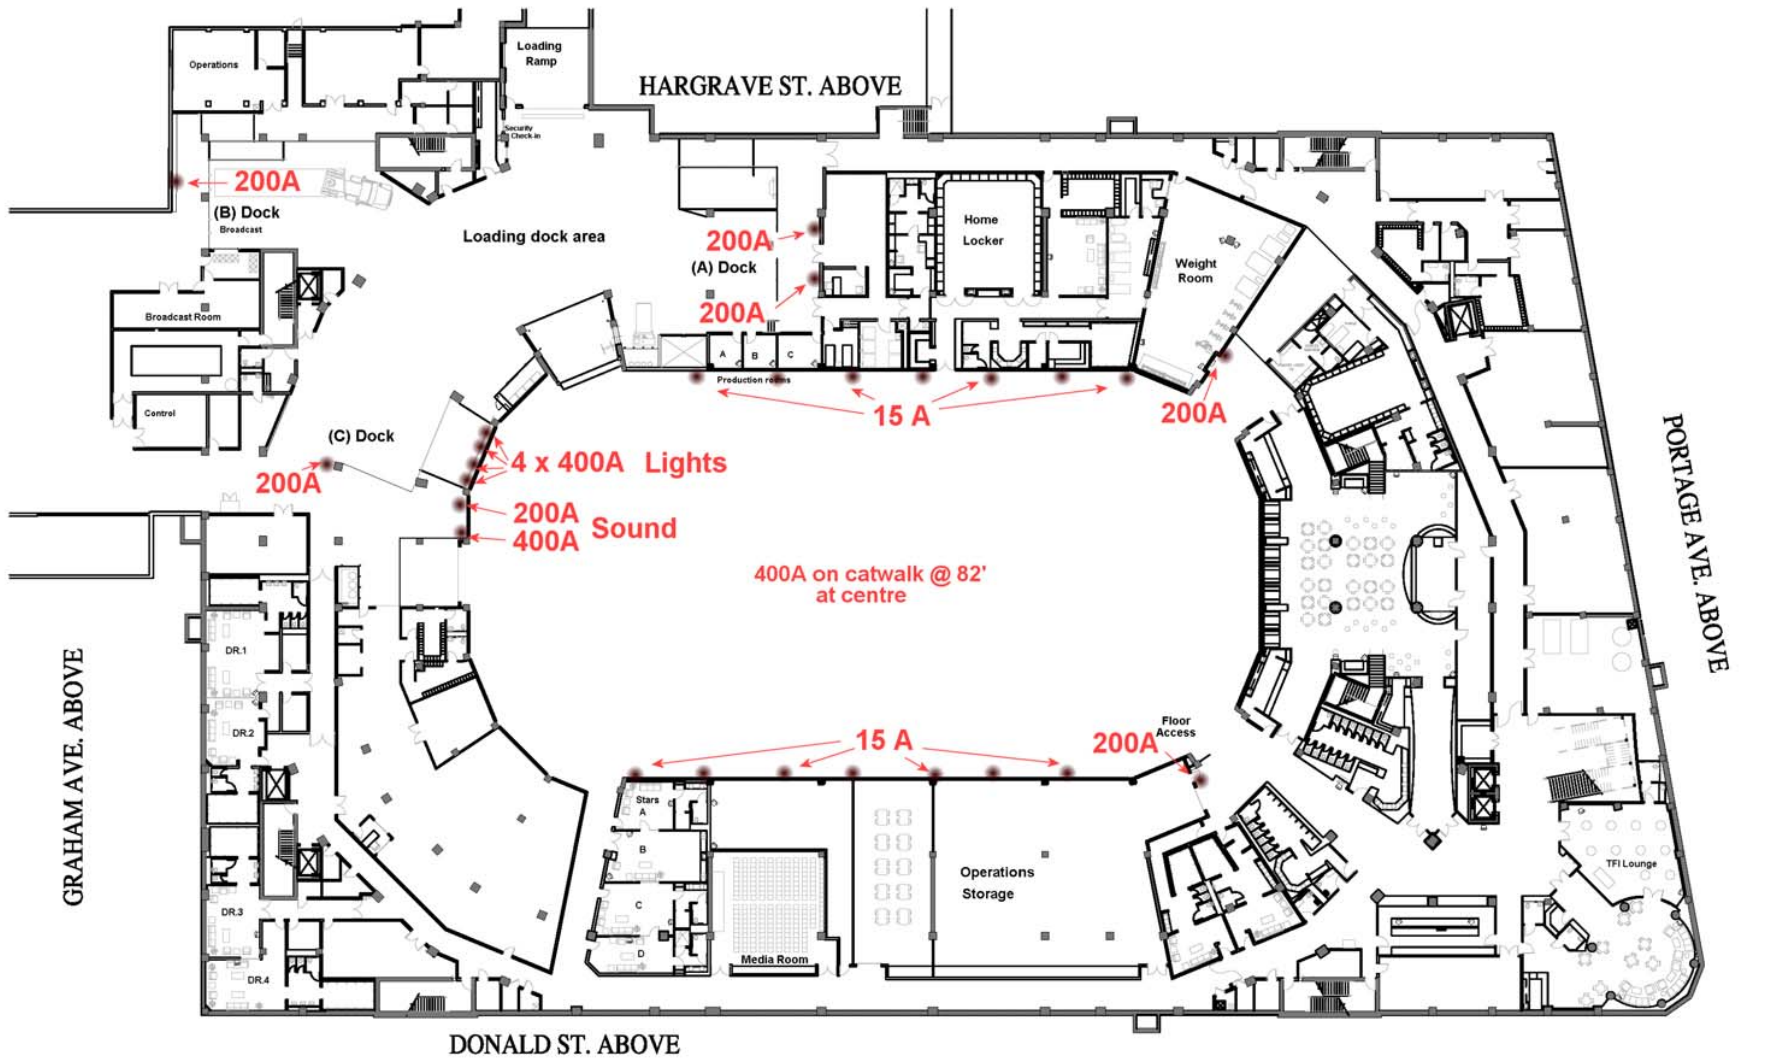 Loading
Ramp
Operations
HARGRAVE ST. ABOVE
Security
Check-in
200A
(B) Dock
Broadcast
Loading dock area
200A
(A) Dock
200A
Home
Locker
Weight
Room
Broadcast Room
A
B
C
Production rooms
15 A
200A
Control
(C) Dock
200A
4 x 400A Lights
200A
Sound
400A
400A on catwalk @ 82'
at centre
PORTAGE AVE. ABOVE
GRAHAM AVE. ABOVE
DR.1
DR.2
15 A
200A
Floor
Access
Stars
A
B
C
D
Operations
Storage
Media Room
TFI Lounge
DR.3
DR.4
DONALD ST. ABOVE